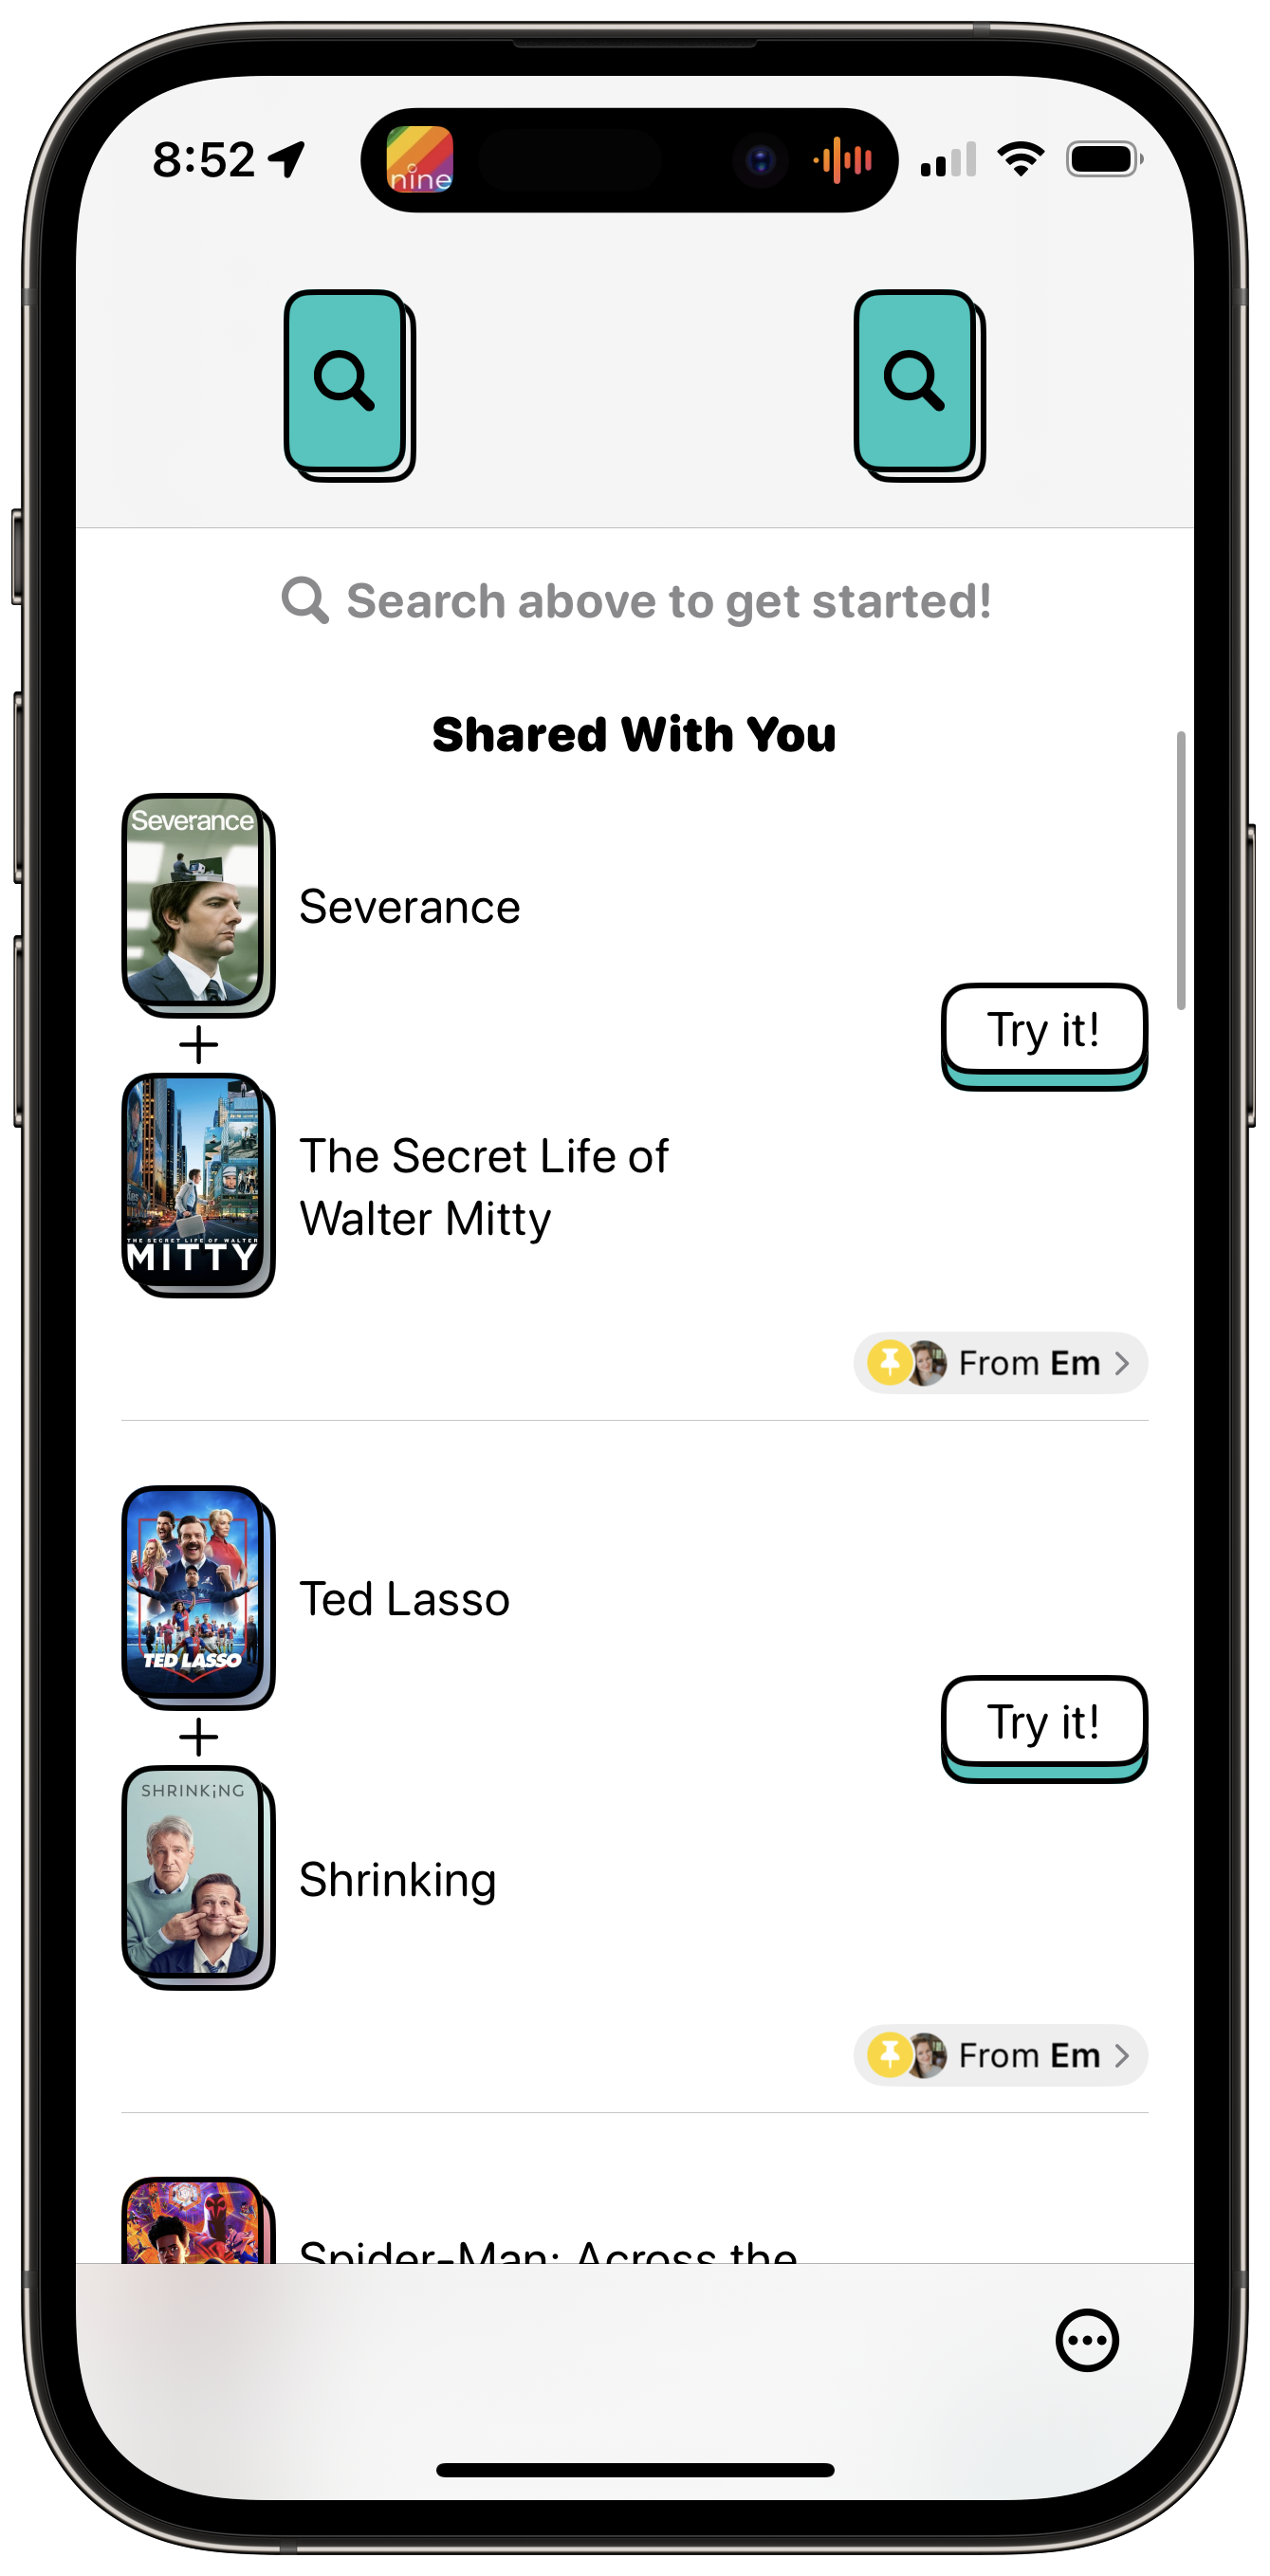 8:52
nine
Search above to get started!
Shared With You
Severance
Severance
Try it!
+
The Secret Life of
Walter Mitty
THE SECRET LIFE OF WALTER
MITTY
From Em
Ted Lasso
TED LASSO
Try it!
+
SHRINKiNG
Shrinking
From Em
Spider-Man: Across the